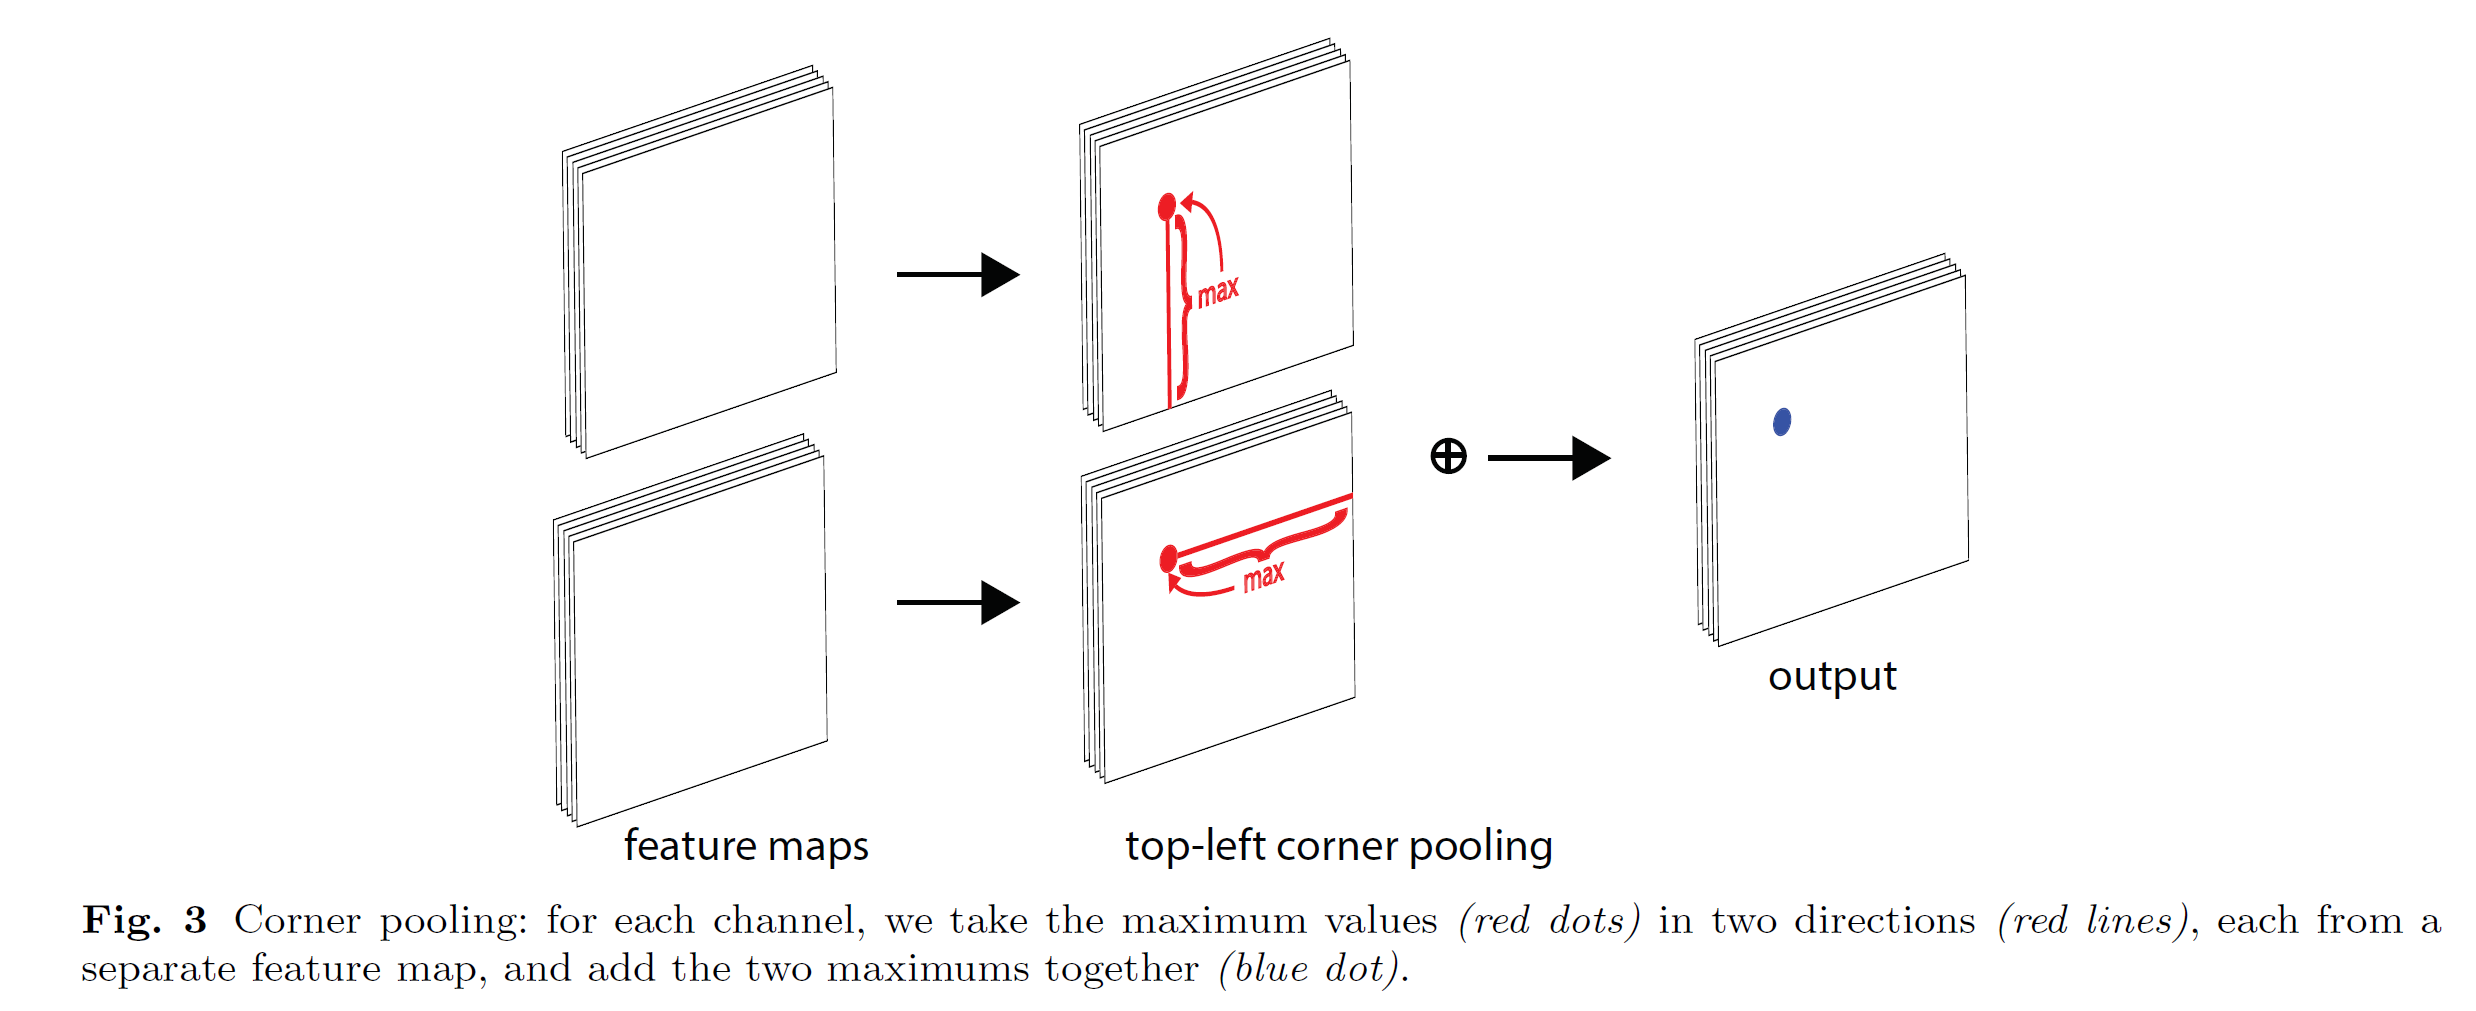 max
max
output
feature maps
top-left corner pooling
Fig. 3 Corner pooling: for each channel, we take the maximum values (red dots) in two directions (red lines), each from a
separate feature map, and add the two maximums together (blue dot).